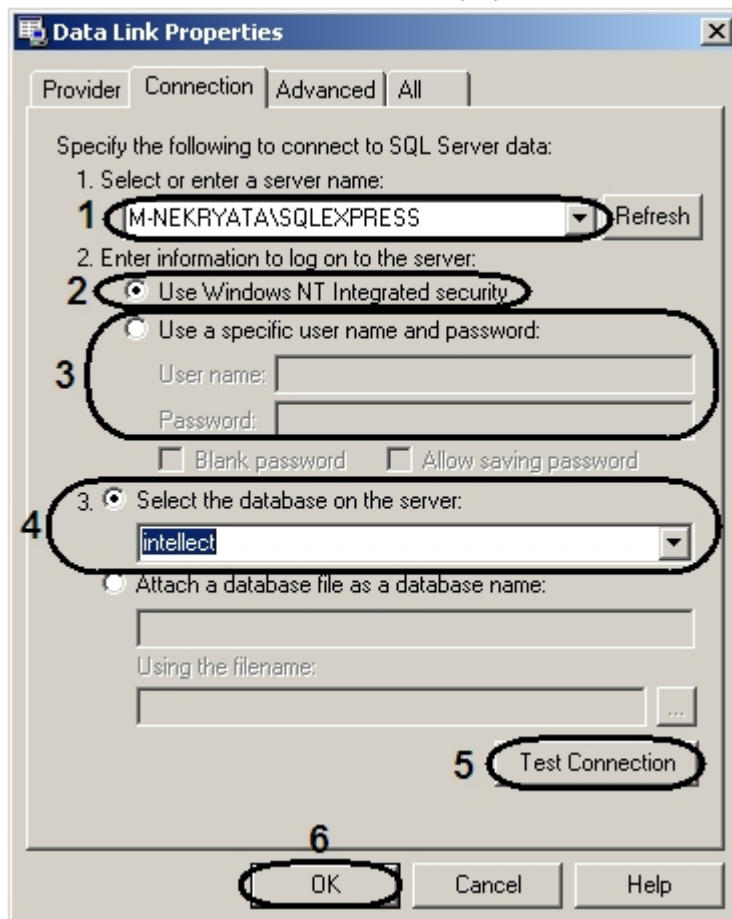 Data Link Properties
Provider Connection Advanced All
Specify the following to connect to SQL Server data:
1. Select or enter a server name:
1 M-NEKRYATA\SQLEXPRESS Refresh
2. Enter information to log on to the server:
2 Use Windows NT Integrated security
Use a specific user name and password:
3 User name:
Password:
Blank password Allow saving password
3. Select the database on the server:
4 intellect
Attach a database file as a database name:
Using the filename:
...
5 Test Connection
6
OK Cancel Help